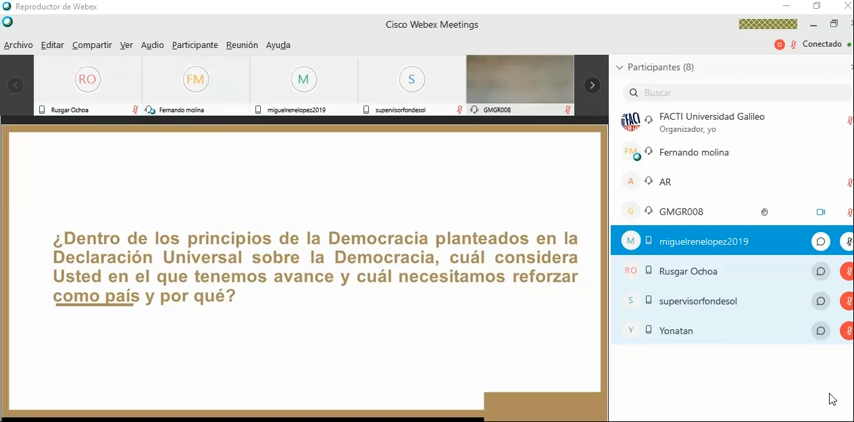 Reproductor de Webex
Cisco Webex Meetings
Archivo Editar Compartir Ver Audio Participante Reunión Ayuda
Conectado
RO
Rusgar Ochoa
FM
Fernando molina
M
miguelrenelopez2019
S
supervisorfondesol
GMGR008
¿Dentro de los principios de la Democracia planteados en la
Declaración Universal sobre la Democracia, cuál considera
Usted en el que tenemos avance y cuál necesitamos reforzar
como país y por qué?
Participantes (8)
Buscar
FACTI Universidad Galileo
Organizador, yo
FM Fernando molina
A AR
G GMGR008
M miguelrenelopez2019
RO Rusgar Ochoa
S supervisorfondesol
Y Yonatan